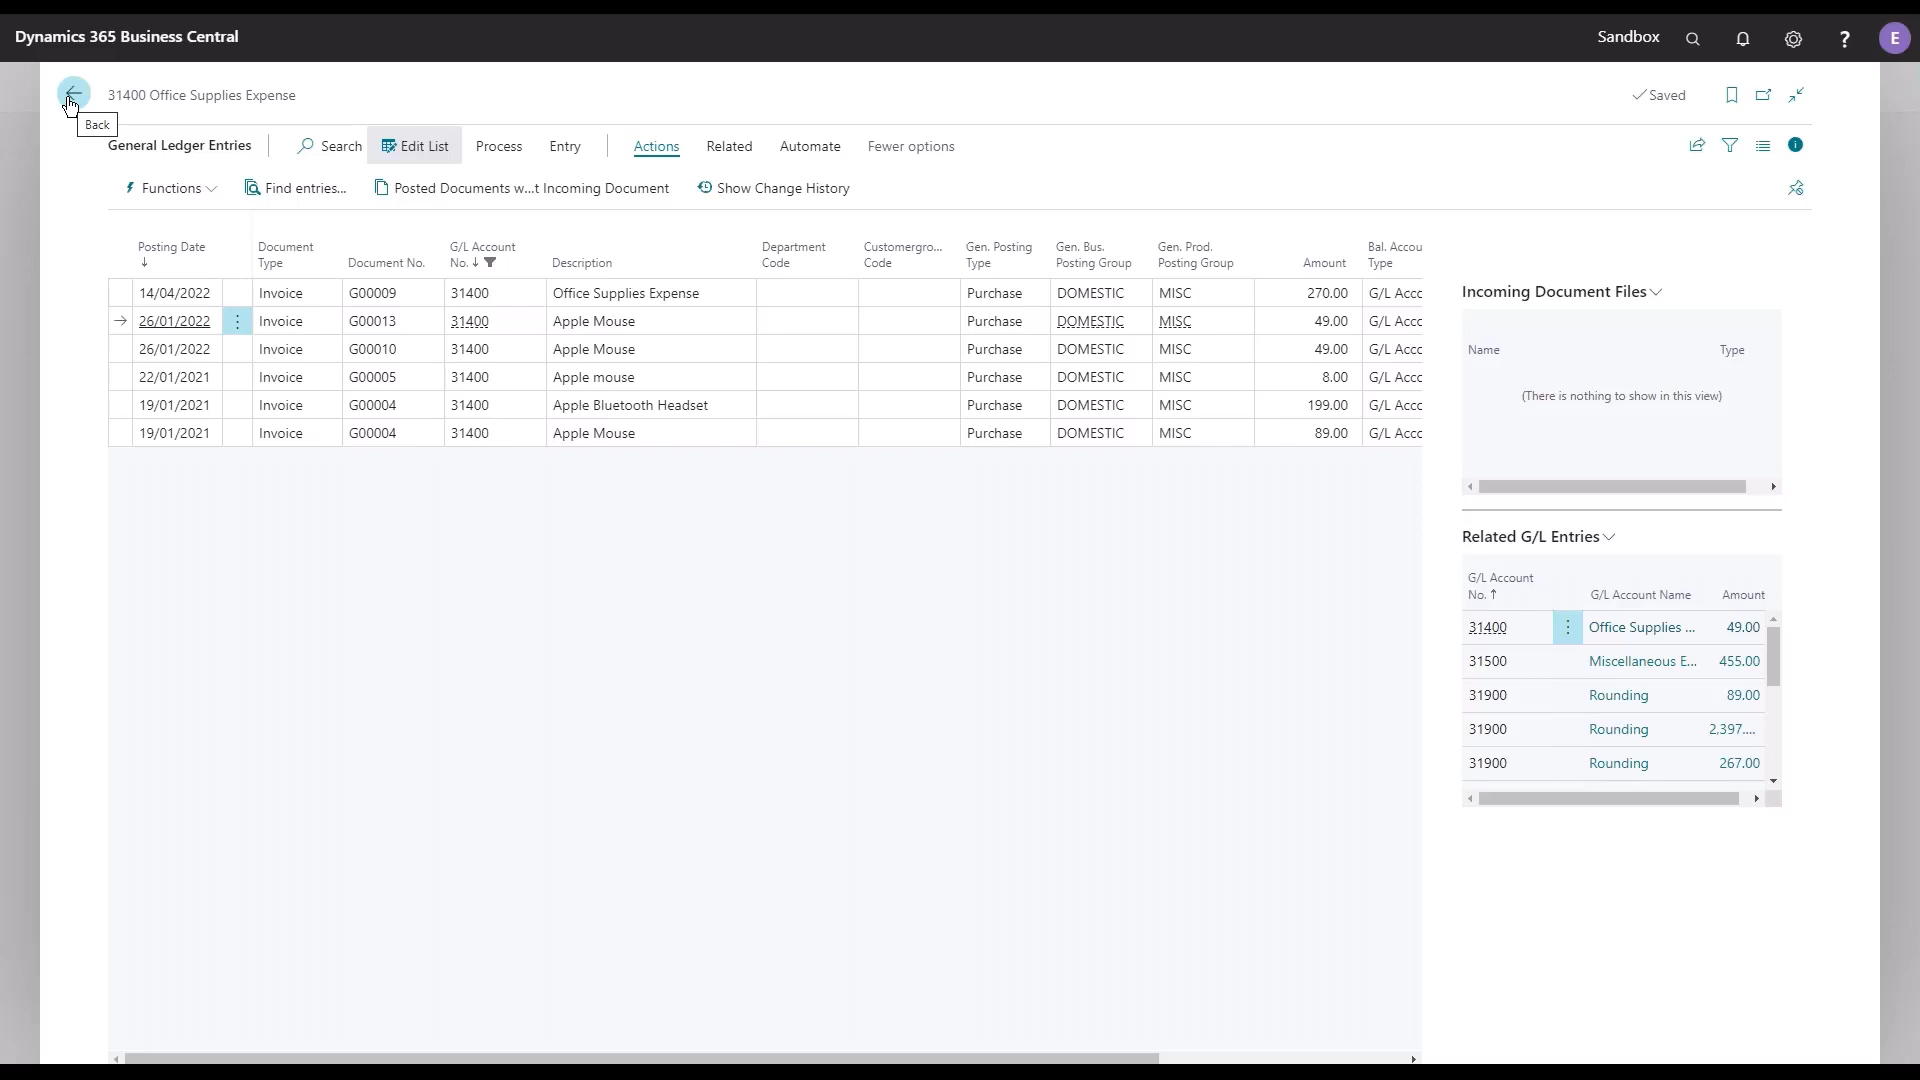 Dynamics 365 Business Central
Sandbox
?
E
31400 Office Supplies Expense
Saved
Back
General Ledger Entries
Search
Edit List
Process
Entry
Actions
Related
Automate
Fewer options
Functions
Find entries...
Posted Documents w...t Incoming Document
Show Change History
Posting Date ↓
Document Type
Document No.
G/L Account No. ↓
Description
Department Code
Customergro... Code
Gen. Posting Type
Gen. Bus. Posting Group
Gen. Prod. Posting Group
Amount
Bal. Accou Type
14/04/2022 Invoice G00009 31400 Office Supplies Expense Purchase DOMESTIC MISC 270.00 G/L Acco
→ 26/01/2022 Invoice G00013 31400 Apple Mouse Purchase DOMESTIC MISC 49.00 G/L Acco
26/01/2022 Invoice G00010 31400 Apple Mouse Purchase DOMESTIC MISC 49.00 G/L Acco
22/01/2021 Invoice G00005 31400 Apple mouse Purchase DOMESTIC MISC 8.00 G/L Acco
19/01/2021 Invoice G00004 31400 Apple Bluetooth Headset Purchase DOMESTIC MISC 199.00 G/L Acco
19/01/2021 Invoice G00004 31400 Apple Mouse Purchase DOMESTIC MISC 89.00 G/L Acco
Incoming Document Files
Name Type
(There is nothing to show in this view)
Related G/L Entries
G/L Account No. ↑
G/L Account Name
Amount
31400 Office Supplies ... 49.00
31500 Miscellaneous E... 455.00
31900 Rounding 89.00
31900 Rounding 2,397....
31900 Rounding 267.00